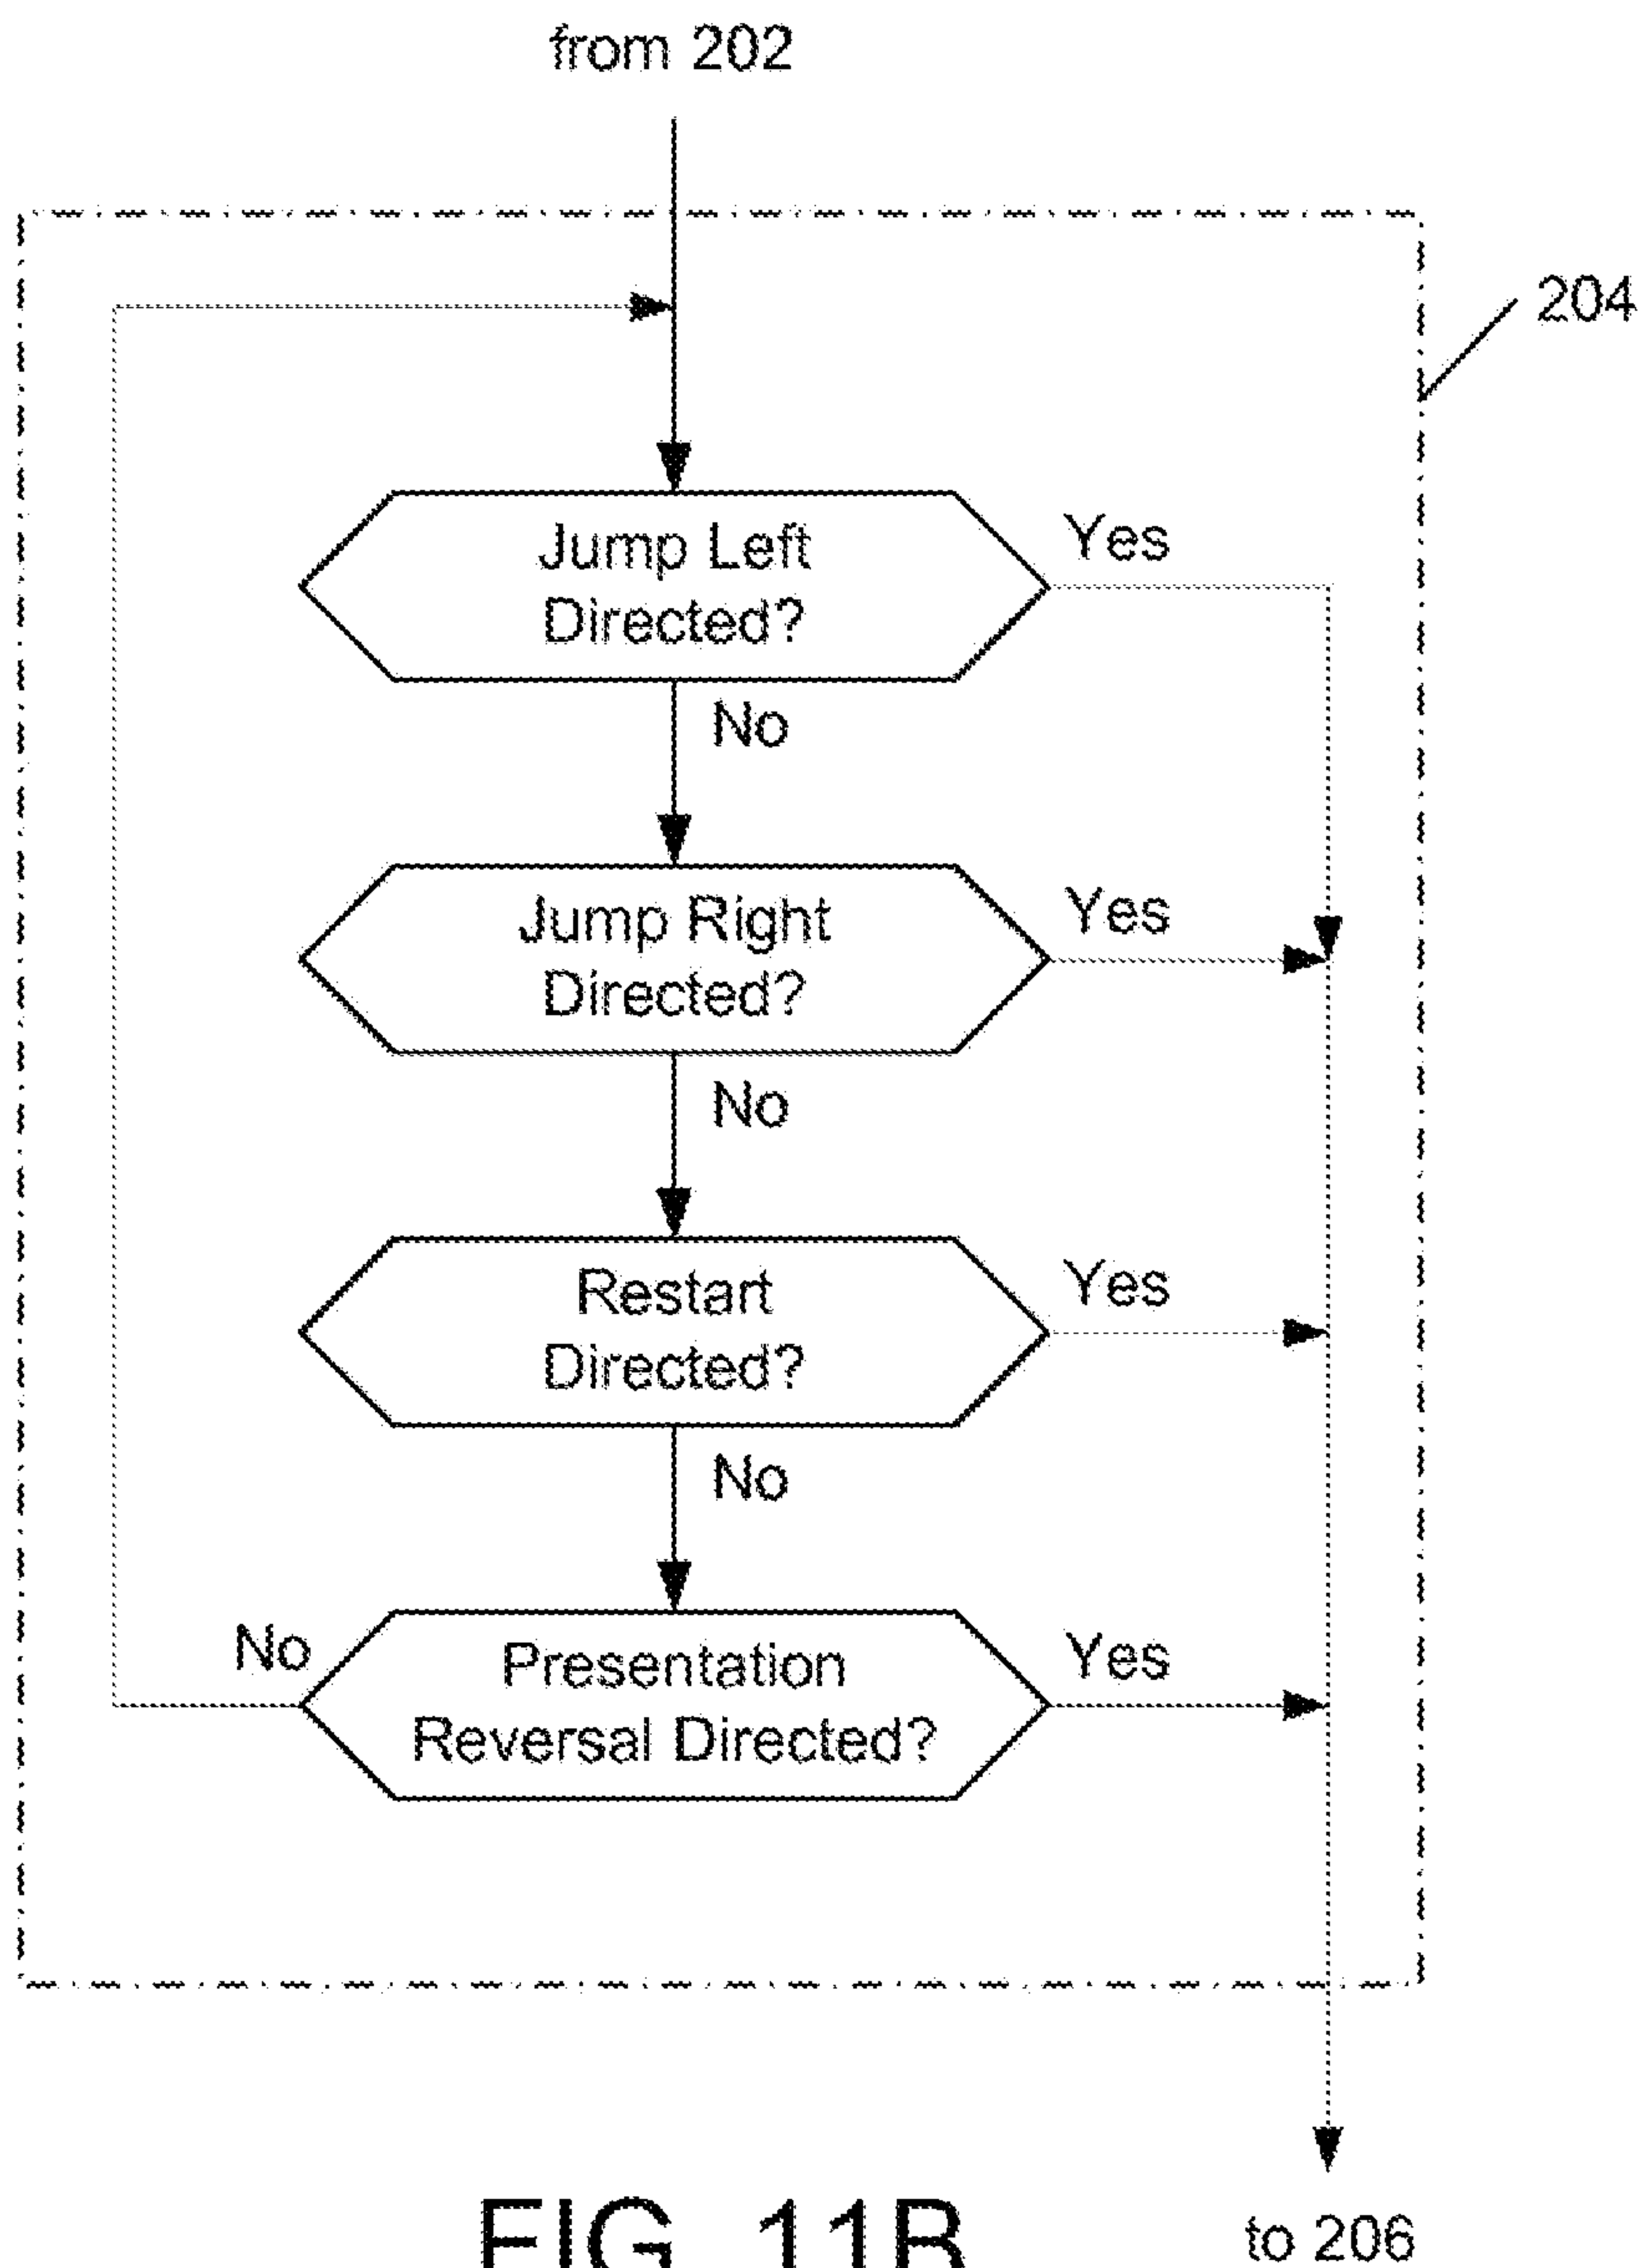 from 202
204
Jump Left
Directed?
Yes
No
Jump Right
Directed?
Yes
No
Restart
Directed?
Yes
No
No
Presentation
Reversal Directed?
Yes
to 206
FIG. 11B